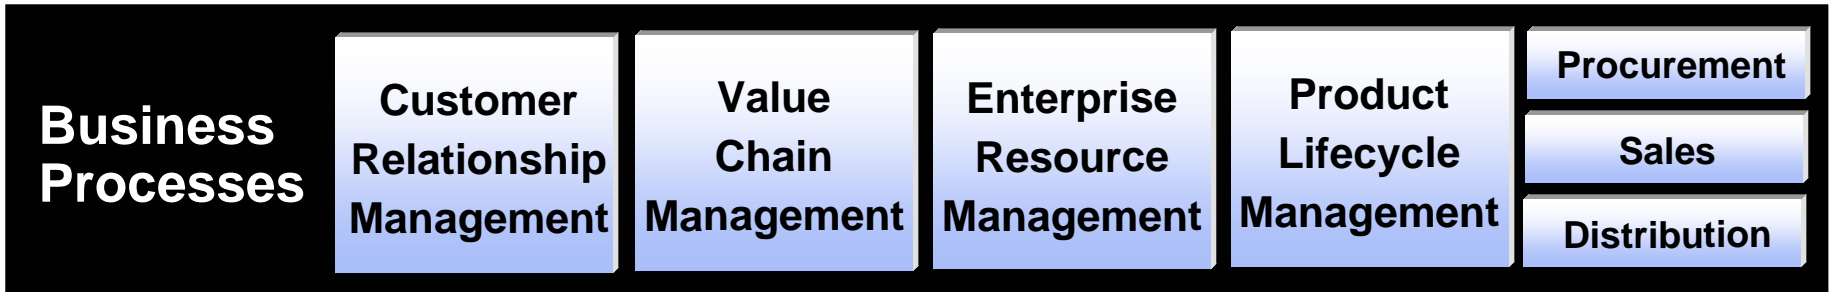 Business
Processes
Customer
Relationship
Management
Value
Chain
Management
Enterprise
Resource
Management
Product
Lifecycle
Management
Procurement
Sales
Distribution